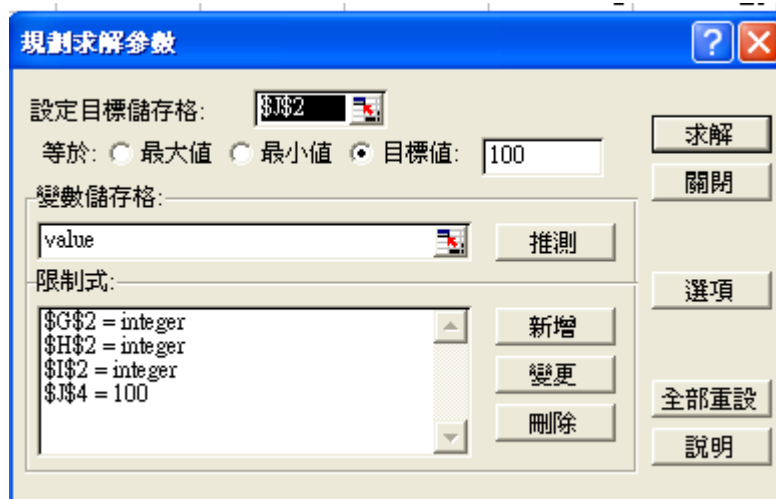 規劃求解參數
設定目標儲存格: $J$2
求解
等於: 最大值 最小值 目標值: 100
關閉
變數儲存格:
value 推測
限制式:
選項
$G$2 = integer
$H$2 = integer
$I$2 = integer
$J$4 = 100
新增
變更
刪除
全部重設
說明